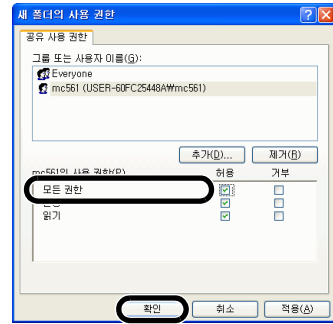 새 폴더의 사용 권한
공유 사용 권한
그룹 또는 사용자 이름(G):
Everyone
mc561 (USER-60FC25448A₩mc561)
추가(D)... 제거(R)
mc561의 사용 권한(P) 허용 거부
모든 권한
읽기
확인 취소 적용(A)